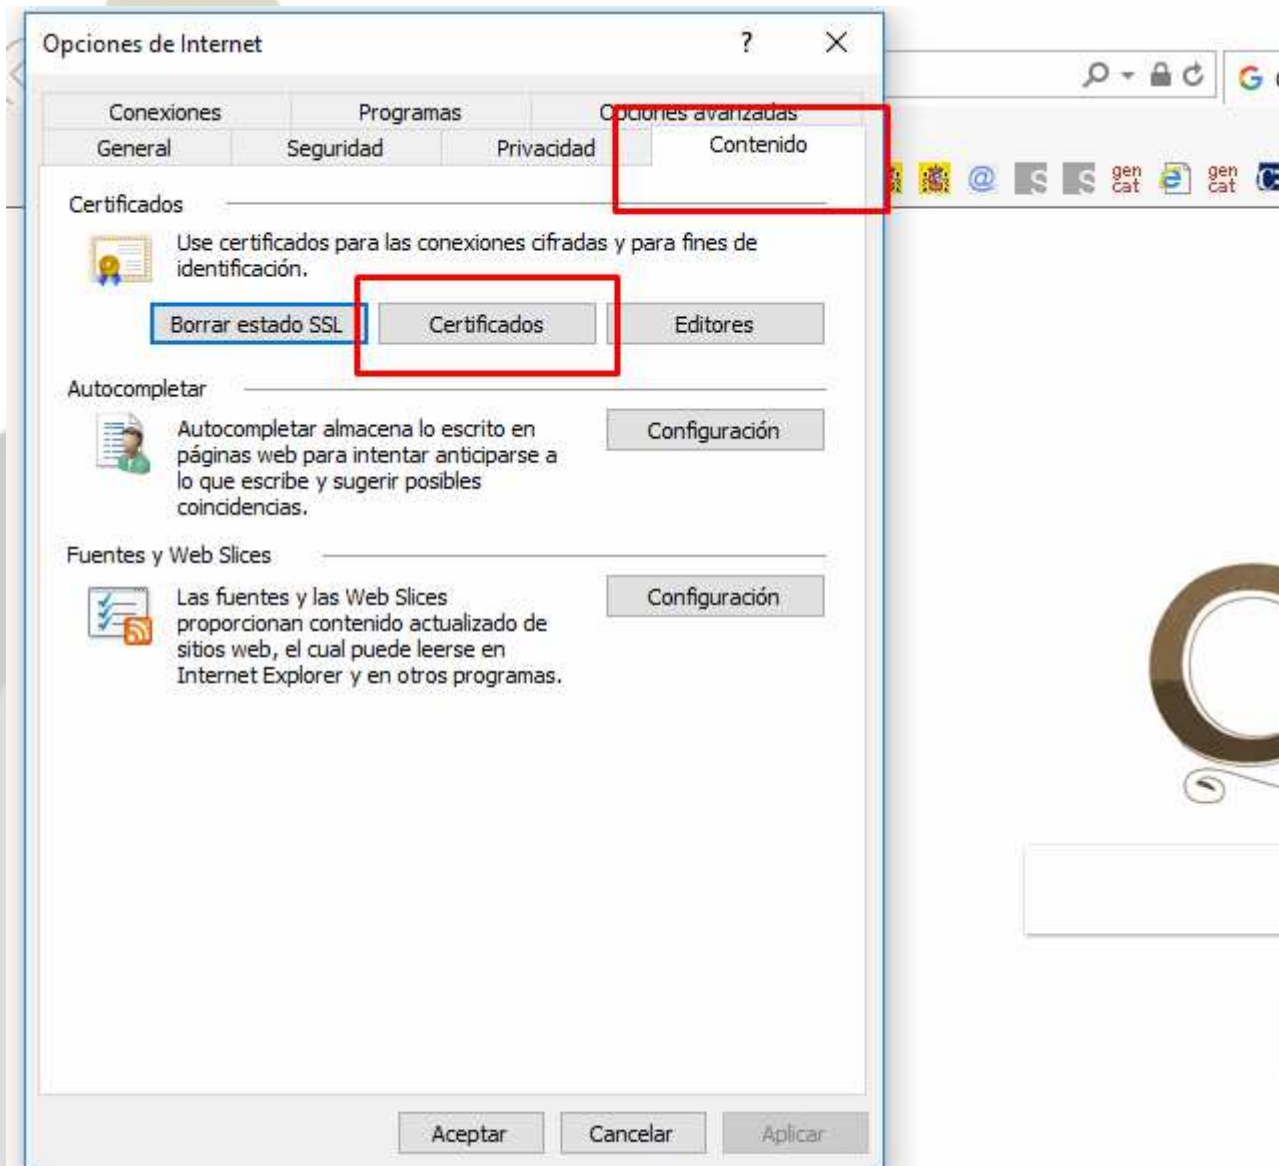 Opciones de Internet
?
Conexiones
Programas
Opciones avanzadas
General
Seguridad
Privacidad
Contenido
Certificados
Use certificados para las conexiones cifradas y para fines de
identificación.
Borrar estado SSL
Certificados
Editores
Autocompletar
Autocompletar almacena lo escrito en
páginas web para intentar anticiparse a
lo que escribe y sugerir posibles
coincidencias.
Configuración
Fuentes y Web Slices
Las fuentes y las Web Slices
proporcionan contenido actualizado de
sitios web, el cual puede leerse en
Internet Explorer y en otros programas.
Configuración
Aceptar
Cancelar
Aplicar
G
@
S
S
gen
cat
e
gen
cat